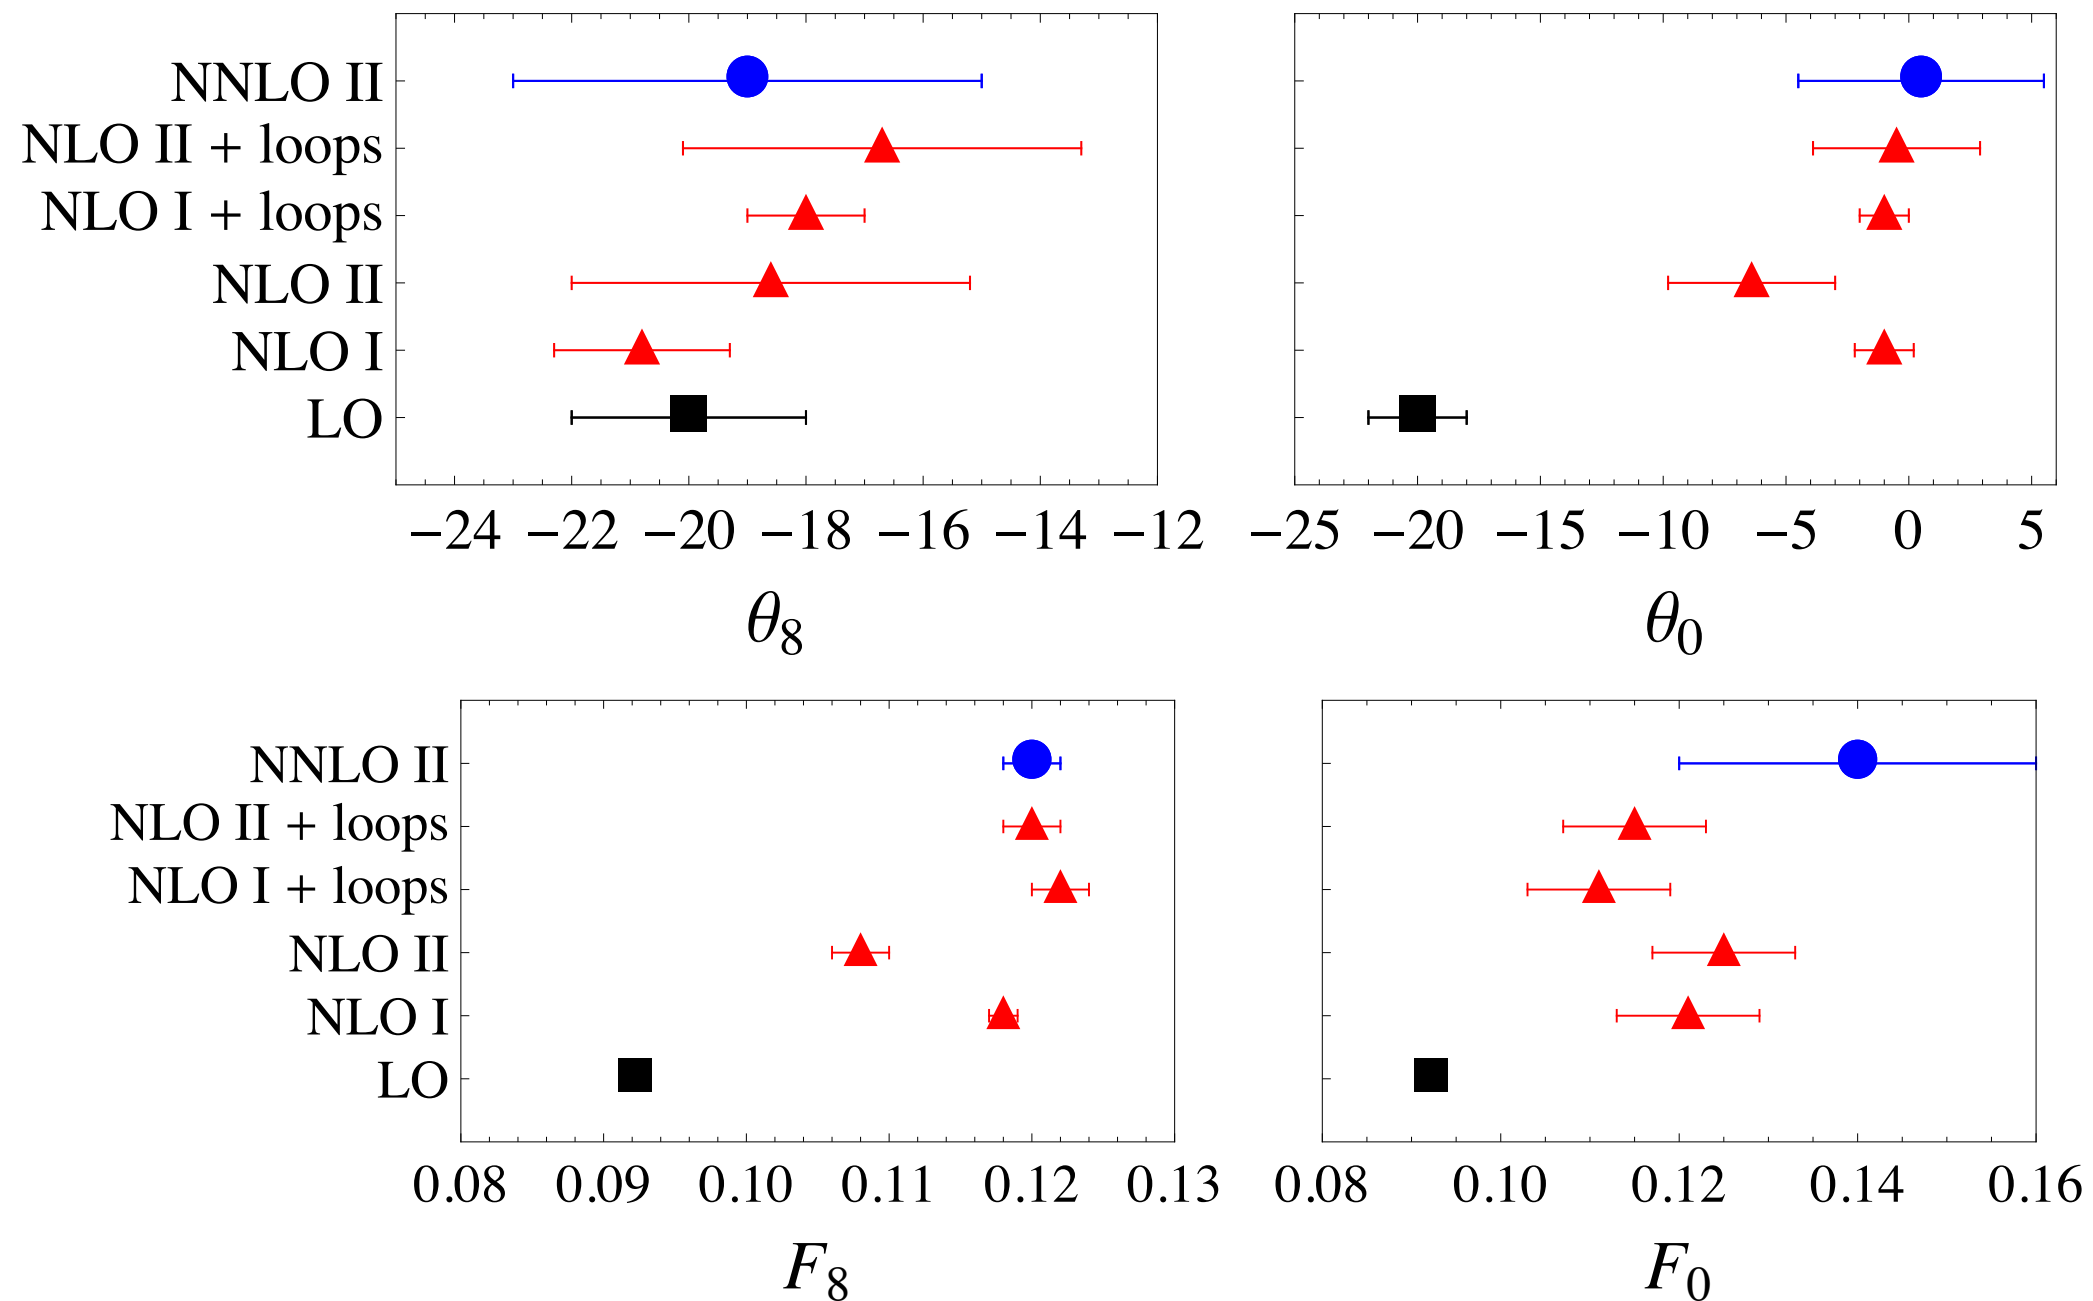 NNLO II
NLO II + loops
NLO I + loops
NLO II
NLO I
LO
−24 −22 −20 −18 −16 −14 −12
θ8
−25 −20 −15 −10 −5 0 5
θ0
NNLO II
NLO II + loops
NLO I + loops
NLO II
NLO I
LO
0.08 0.09 0.10 0.11 0.12 0.13
F8
0.08 0.10 0.12 0.14 0.16
F0